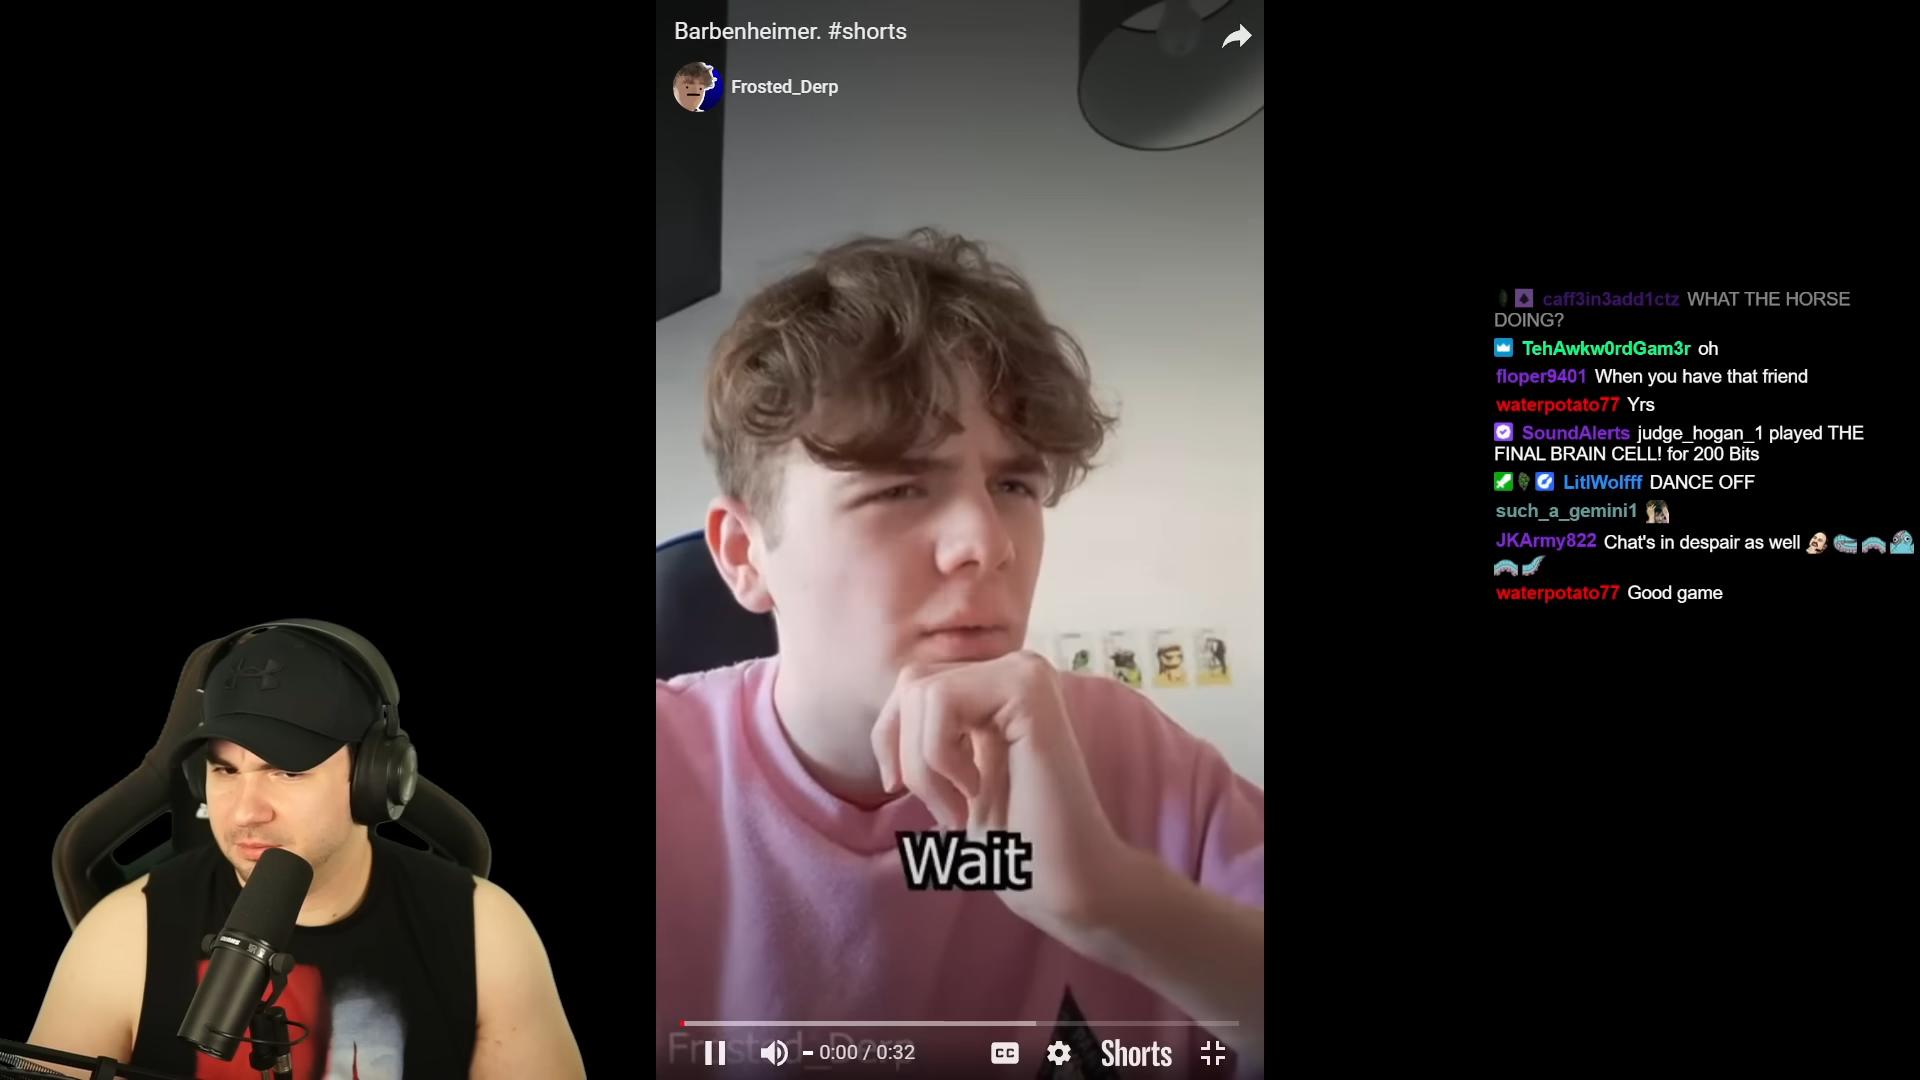 Barbenheimer. #shorts
Frosted_Derp
caff3in3add1ctz WHAT THE HORSE
DOING?
TehAwkw0rdGam3r oh
floper9401 When you have that friend
waterpotato77 Yrs
SoundAlerts judge_hogan_1 played THE
FINAL BRAIN CELL! for 200 Bits
LitlWolfff DANCE OFF
such_a_gemini1
JKArmy822 Chat's in despair as well
waterpotato77 Good game
Wait
Frosted_Derp
0:00 / 0:32
CC
Shorts